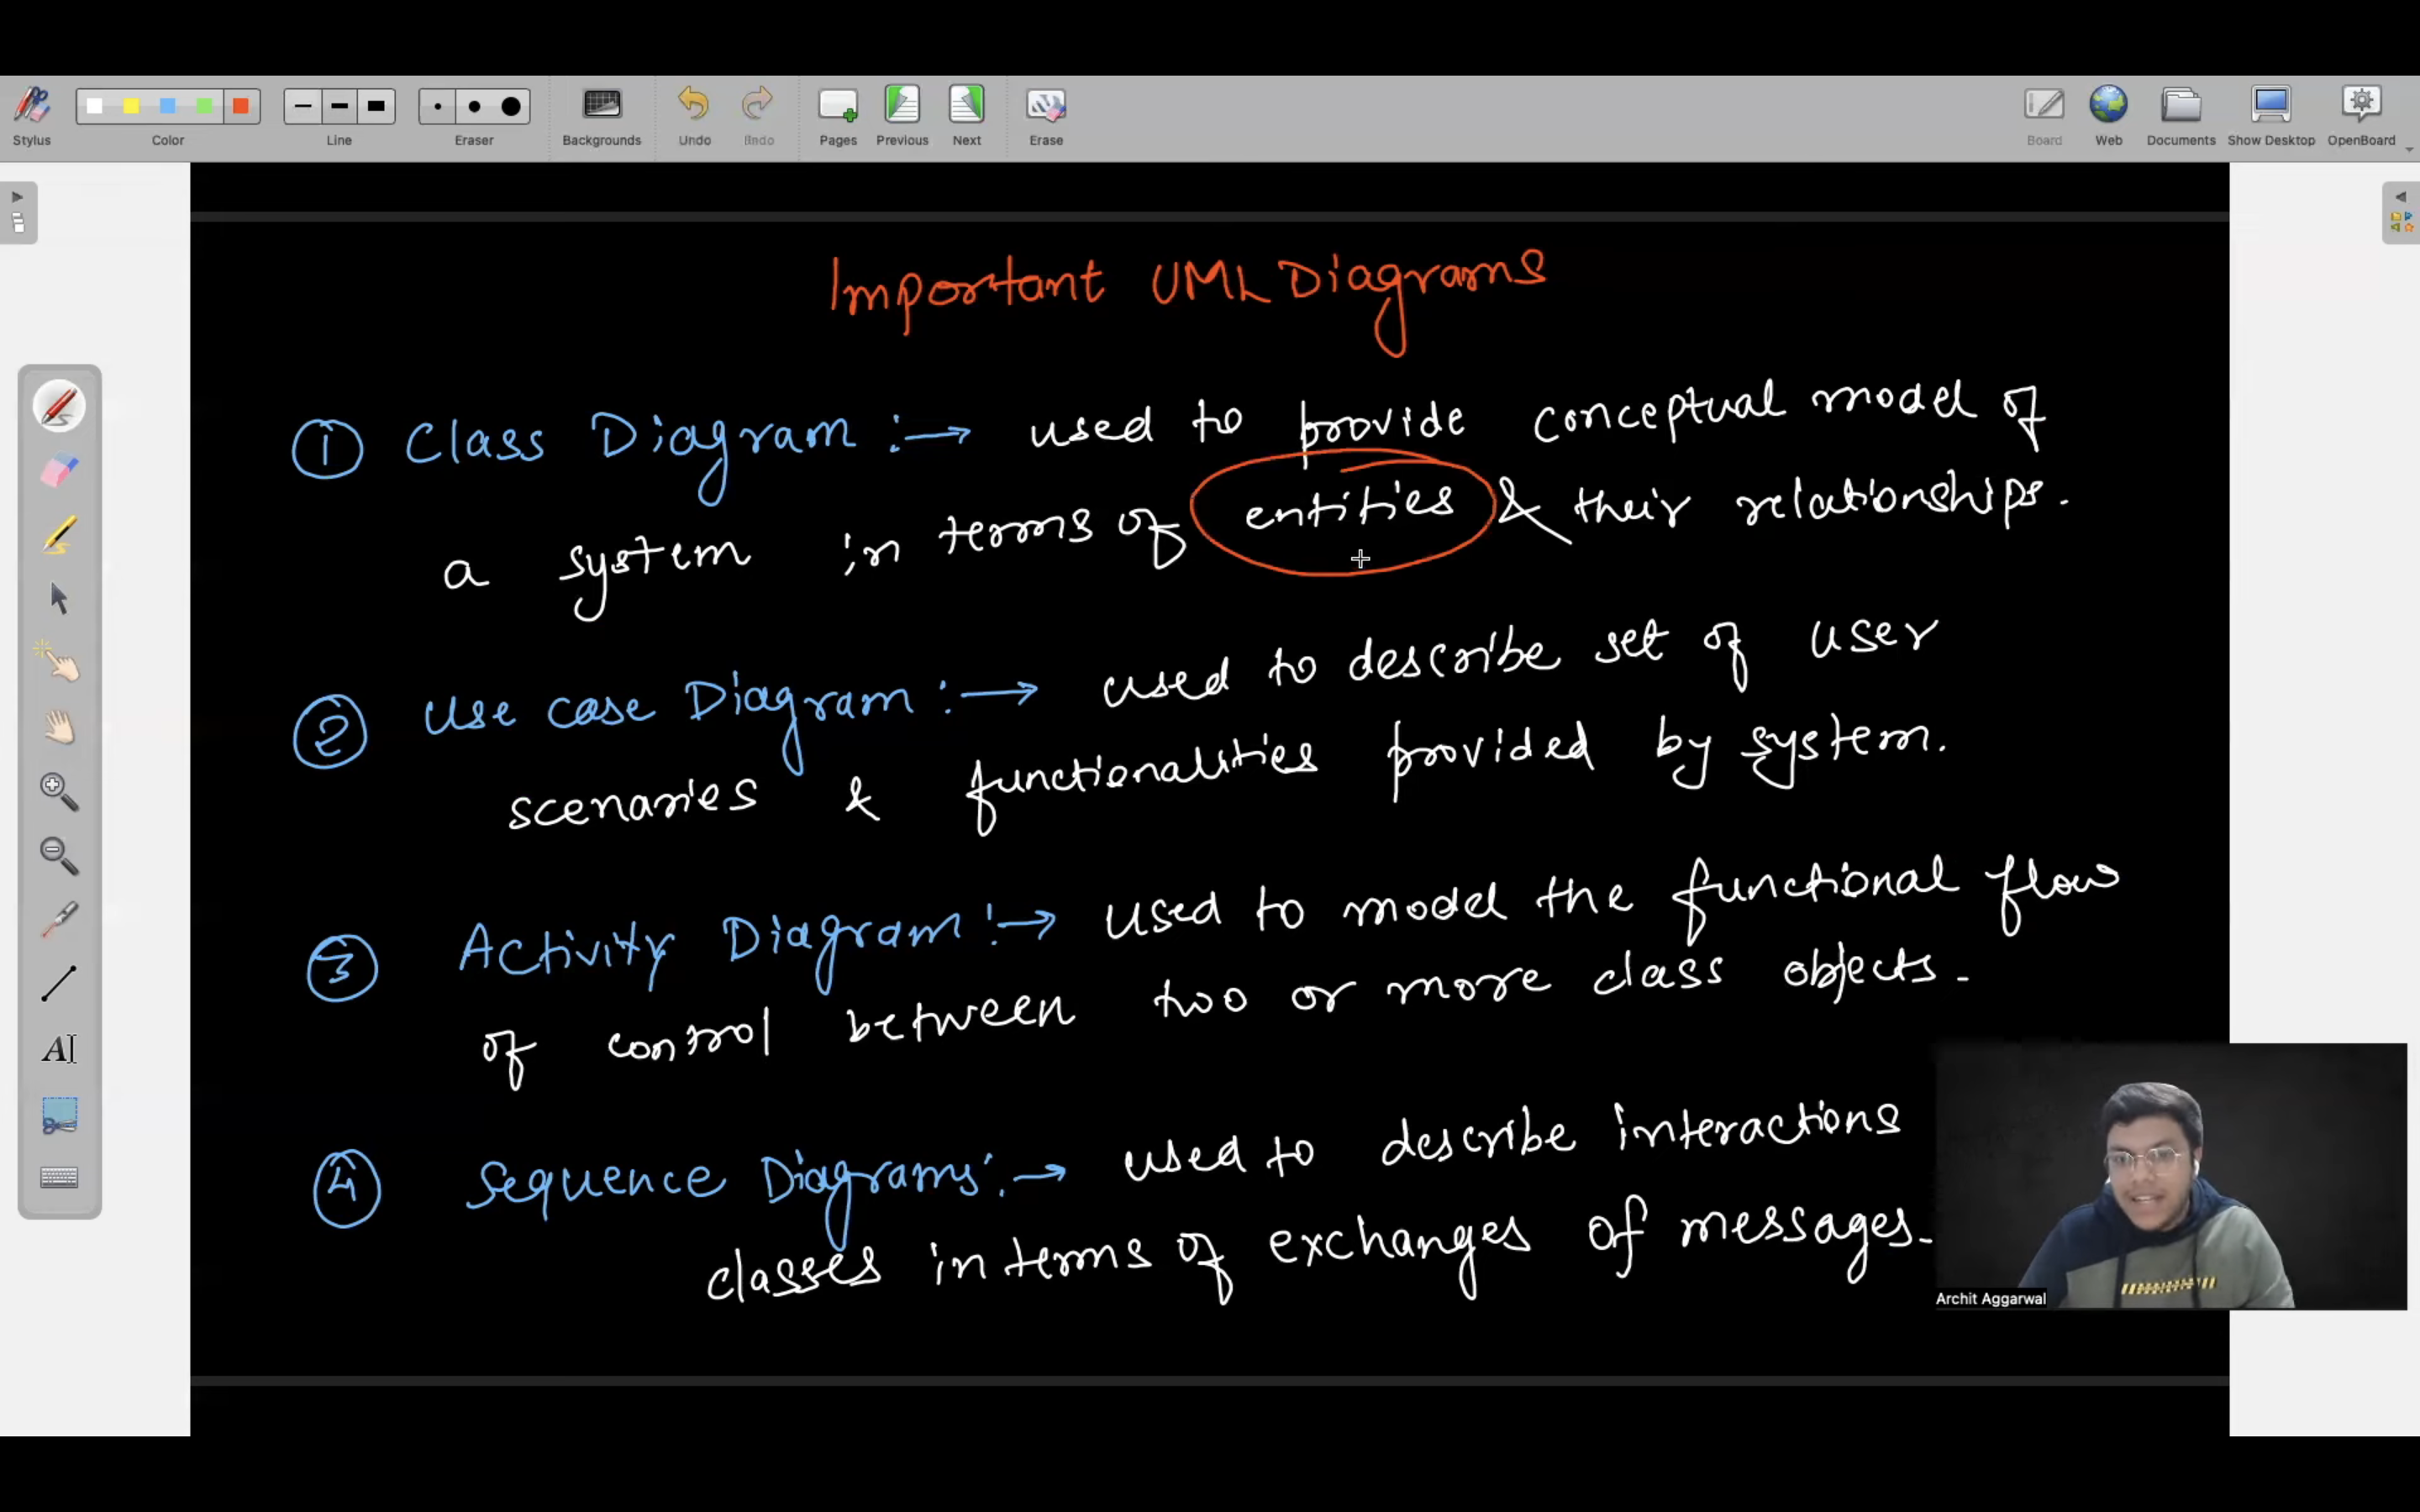 Stylus
Color
Line
Eraser
Backgrounds
Undo
Redo
Pages
Previous
Next
Erase
Board
Web
Documents
Show Desktop
OpenBoard
Important UML Diagrams
① Class Diagram :→ used to provide conceptual model of
a system in terms of entities & their relationships.
② Use case Diagram :→ used to describe set of user
scenaries & functionalities provided by system.
③ Activity Diagram :→ used to model the functional flow
of control between two or more class objects.
④ Sequence Diagrams :→ used to describe interactions
classes in terms of exchanges of messages.
Archit Aggarwal